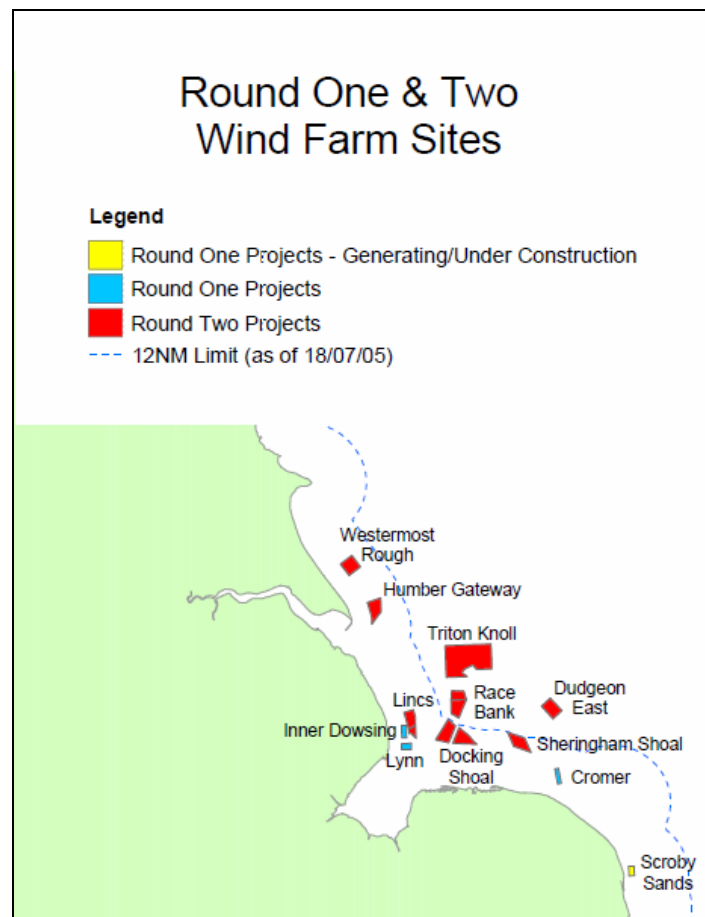 Round One & Two
Wind Farm Sites
Legend
Round One Projects - Generating/Under Construction
Round One Projects
Round Two Projects
12NM Limit (as of 18/07/05)
Westermost
Rough
Humber Gateway
Triton Knoll
Lincs
Race
Bank
Dudgeon
East
Inner Dowsing
Sheringham Shoal
Lynn
Docking
Shoal
Cromer
Scroby
Sands